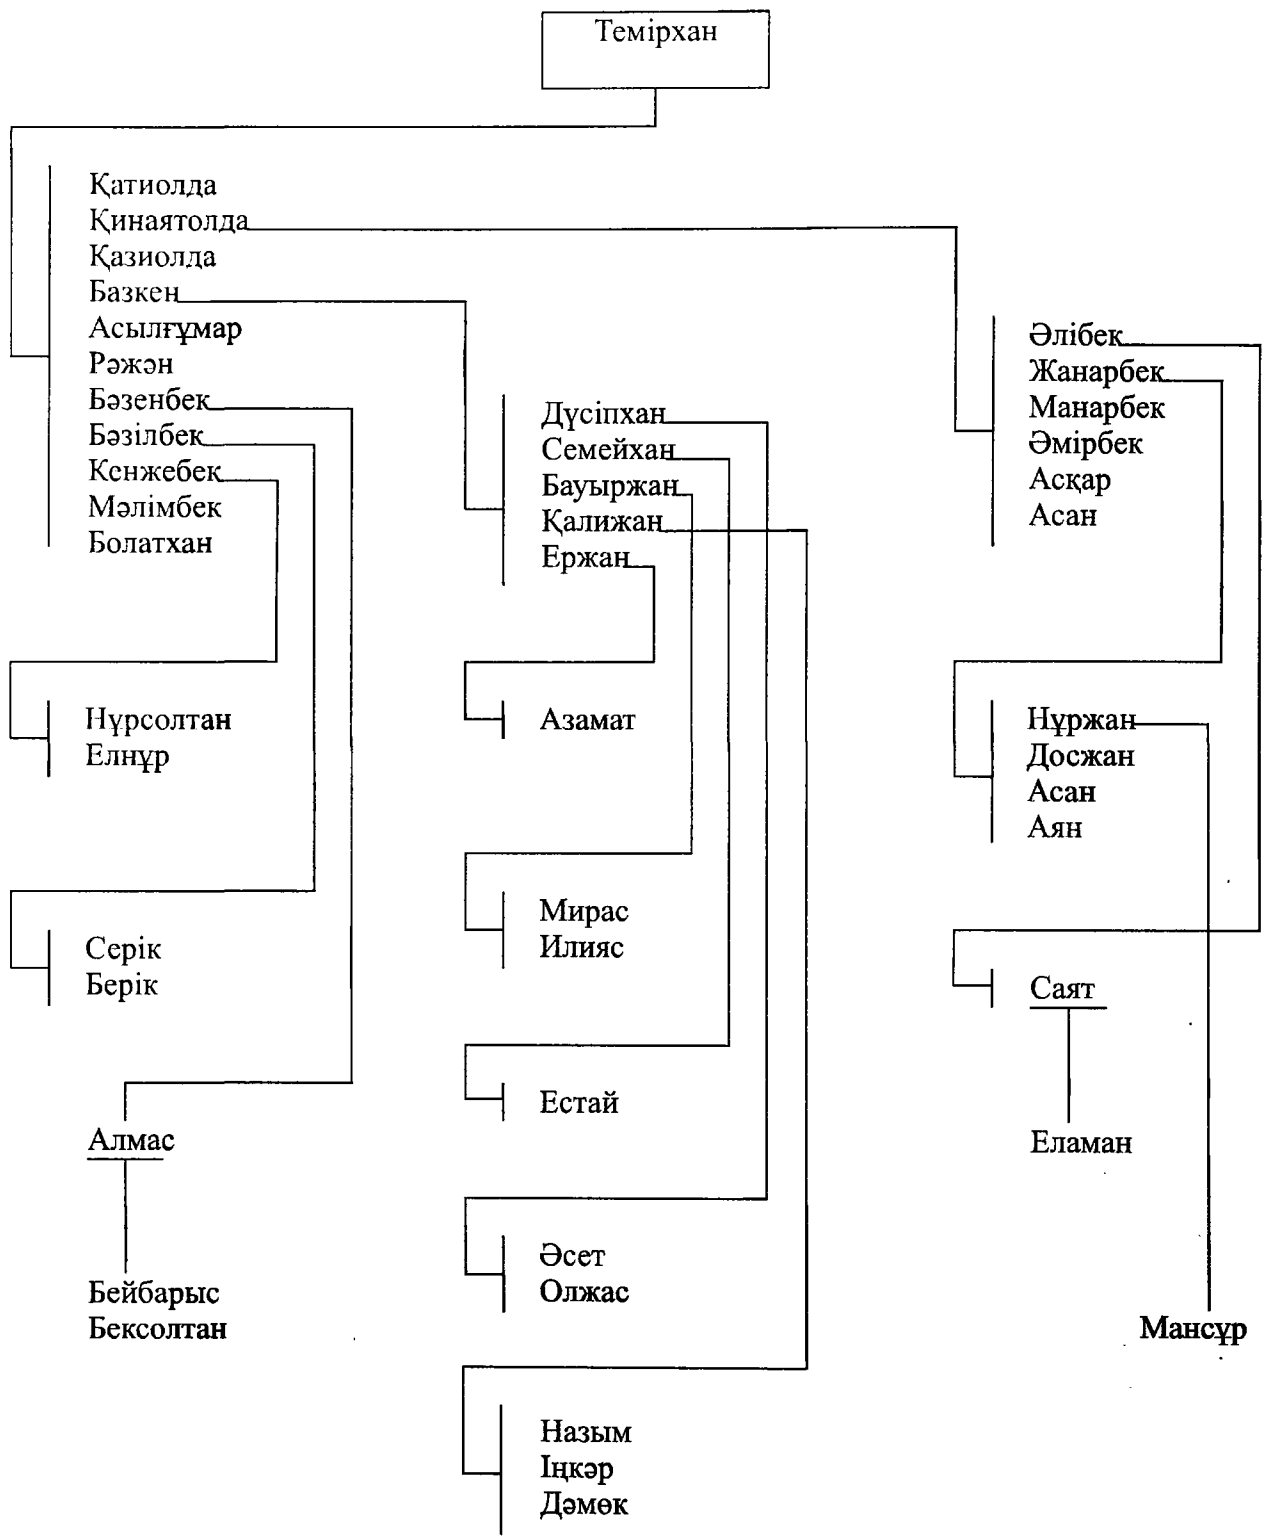 Темірхан
Қатиолда
Қинаятолда
Қазиолда
Базкен
Асылғұмар
Рәжән
Бәзенбек
Бәзілбек
Кенжебек
Мәлімбек
Болатхан
Дүсіпхан
Семейхан
Бауыржан
Қалижан
Ержан
Әлібек
Жанарбек
Манарбек
Әмірбек
Асқар
Асан
Нұрсолтан
Елнұр
Азамат
Нұржан
Досжан
Асан
Аян
Серік
Берік
Мирас
Илияс
Саят
Алмас
Естай
Еламан
Бейбарыс
Бексолтан
Әсет
Олжас
Мансұр
Назым
Іңкәр
Дәмөк